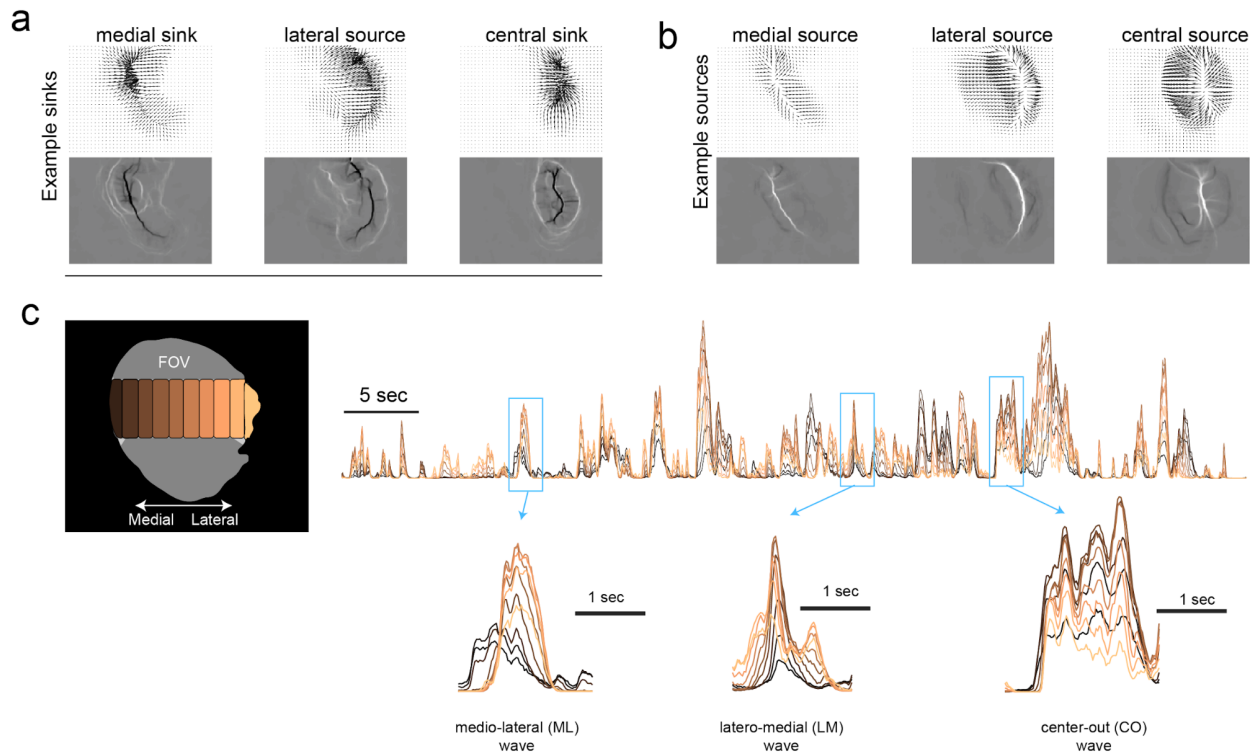 a
medial sink
lateral source
central sink
Example sinks
b
medial source
lateral source
central source
Example sources
c
FOV
Medial
Lateral
5 sec
1 sec
1 sec
1 sec
medio-lateral (ML)
wave
latero-medial (LM)
wave
center-out (CO)
wave